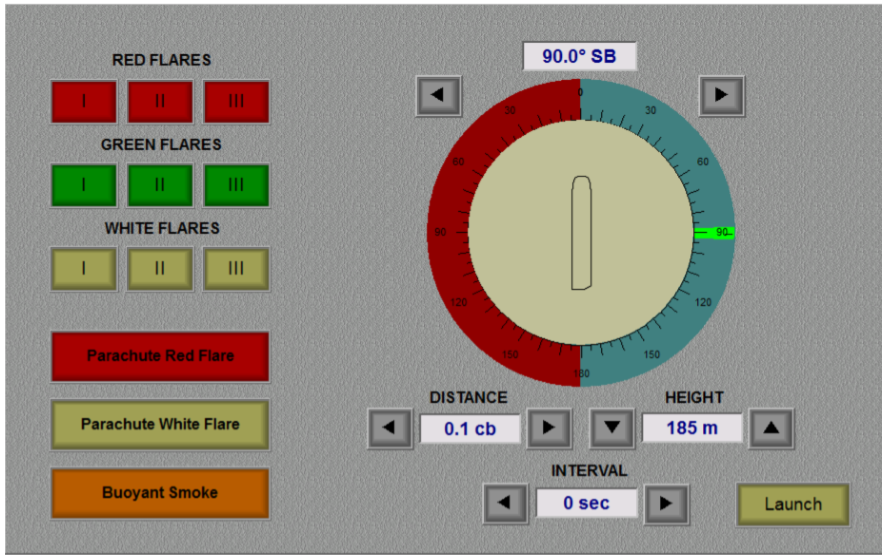 RED FLARES
I II III
GREEN FLARES
I II III
WHITE FLARES
I II III
Parachute Red Flare
Parachute White Flare
Buoyant Smoke
90.0° SB
0
30 30
60 60
90 90
120 120
150 150
180
DISTANCE HEIGHT
0.1 cb 185 m
INTERVAL
0 sec
Launch